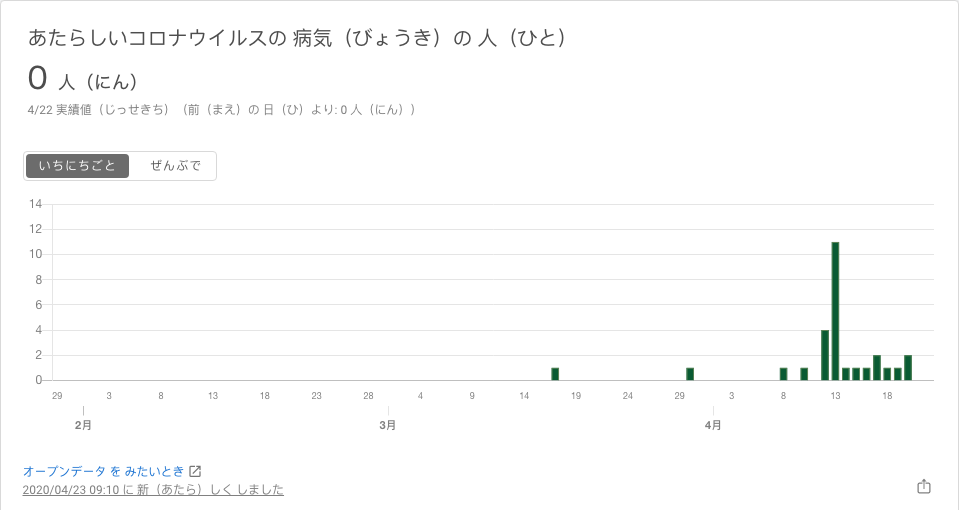 あたらしいコロナウイルスの 病気（びょうき）の 人（ひと）
0 人（にん）
4/22 実績値（じっせきち）（前（まえ）の 日（ひ）より: 0 人（にん））
いちにちごと ぜんぶで
14
12
10
8
6
4
2
0
29 3 8 13 18 23 28 4 9 14 19 24 29 3 8 13 18
2月 3月 4月
オープンデータ を みたいとき
2020/04/23 09:10 に 新（あたら）しく しました